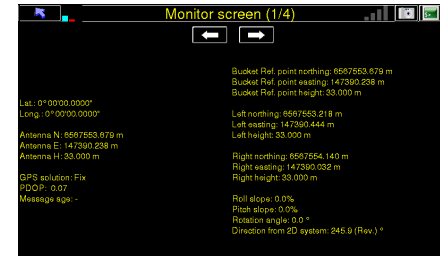 Monitor screen (1/4)
Bucket Ref. point northing: 6567553.679 m
Bucket Ref. point easting: 147390.238 m
Bucket Ref. point height: 33.000 m
Lat.: 0°00'00.0000"
Long.: 0°00'00.0000"
Left northing: 6567553.218 m
Left easting: 147390.444 m
Left height: 33.000 m
Antenna N: 6567553.679 m
Antenna E: 147390.238 m
Antenna H: 33.000 m
Right northing: 6567554.140 m
Right easting: 147390.032 m
Right height: 33.000 m
GPS solution: Fix
PDOP: 0.07
Message age: -
Roll slope: 0.0%
Pitch slope: 0.0%
Rotation angle: 0.0 °
Direction from 2D system: 245.9 (Rev.) °